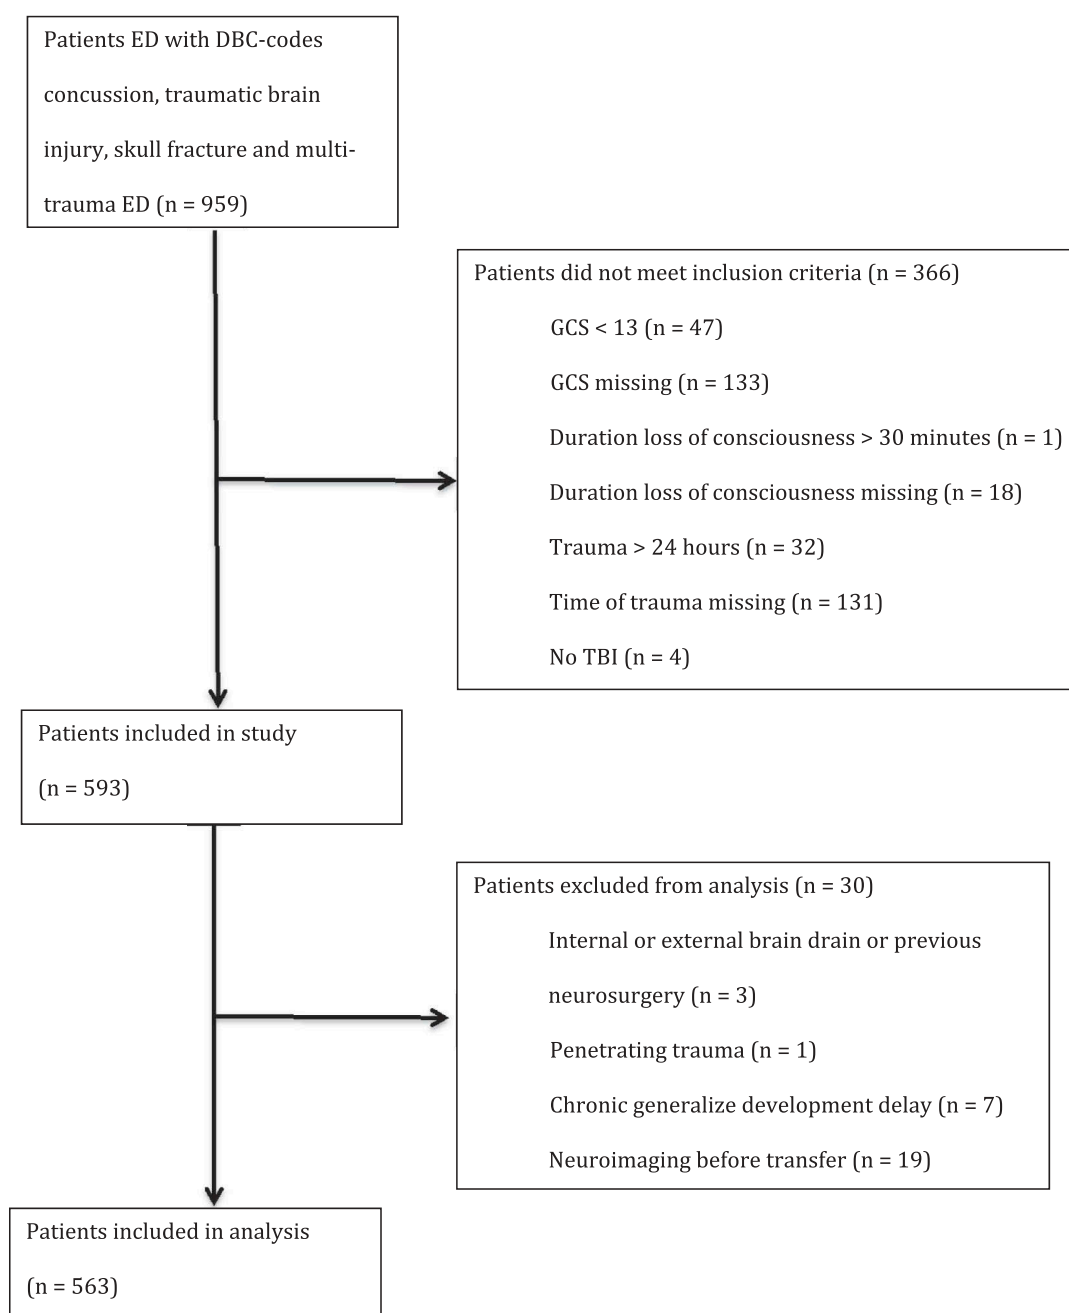 Patients ED with DBC-codes
concussion, traumatic brain
injury, skull fracture and multi-
trauma ED (n = 959)
Patients did not meet inclusion criteria (n = 366)
GCS < 13 (n = 47)
GCS missing (n = 133)
Duration loss of consciousness > 30 minutes (n = 1)
Duration loss of consciousness missing (n = 18)
Trauma > 24 hours (n = 32)
Time of trauma missing (n = 131)
No TBI (n = 4)
Patients included in study
(n = 593)
Patients excluded from analysis (n = 30)
Internal or external brain drain or previous
neurosurgery (n = 3)
Penetrating trauma (n = 1)
Chronic generalize development delay (n = 7)
Neuroimaging before transfer (n = 19)
Patients included in analysis
(n = 563)